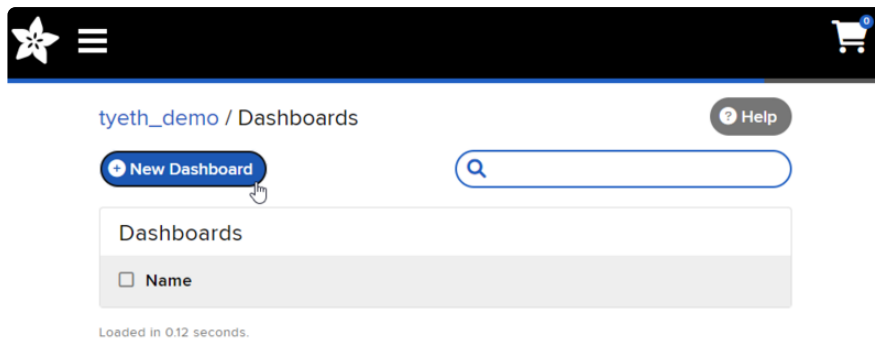 0
tyeth_demo / Dashboards
? Help
+ New Dashboard
Dashboards
Name
Loaded in 0.12 seconds.